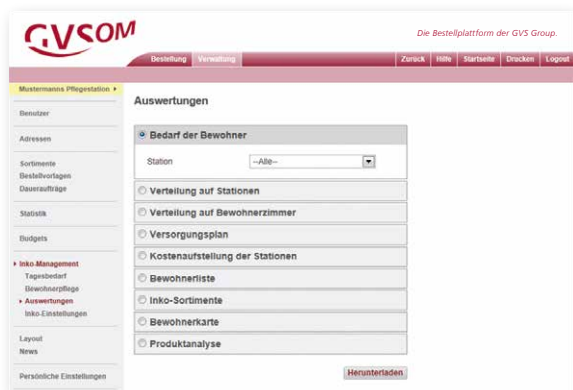 GVSOM
Die Bestellplattform der GVS Group.
Bestellung Verwaltung Zurück Hilfe Startseite Drucken Logout
Mustermanns Pflegestation
Benutzer
Adressen
Sortimente
Bestellvorlagen
Daueraufträge
Statistik
Budgets
Inko-Management
Tagesbedarf
Bewohnerpflege
Auswertungen
Inko-Einstellungen
Layout
News
Persönliche Einstellungen
Auswertungen
Bedarf der Bewohner
Station --Alle--
Verteilung auf Stationen
Verteilung auf Bewohnerzimmer
Versorgungsplan
Kostenaufstellung der Stationen
Bewohnerliste
Inko-Sortimente
Bewohnerkarte
Produktanalyse
Herunterladen